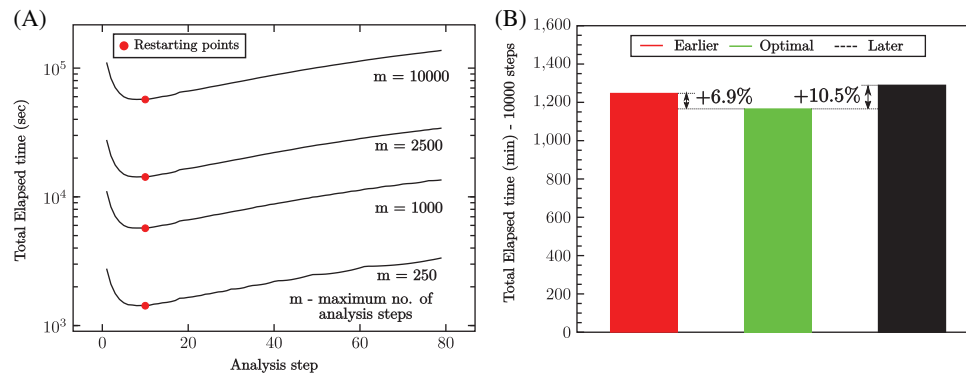 (A)
Restarting points
m = 10000
m = 2500
m = 1000
m = 250
m - maximum no. of
analysis steps
Total Elapsed time (sec)
10^5
10^4
10^3
0 20 40 60 80
Analysis step
(B)
Earlier Optimal Later
+6.9%
+10.5%
Total Elapsed time (min) - 10000 steps
1,600
1,400
1,200
1,000
800
600
400
200
0